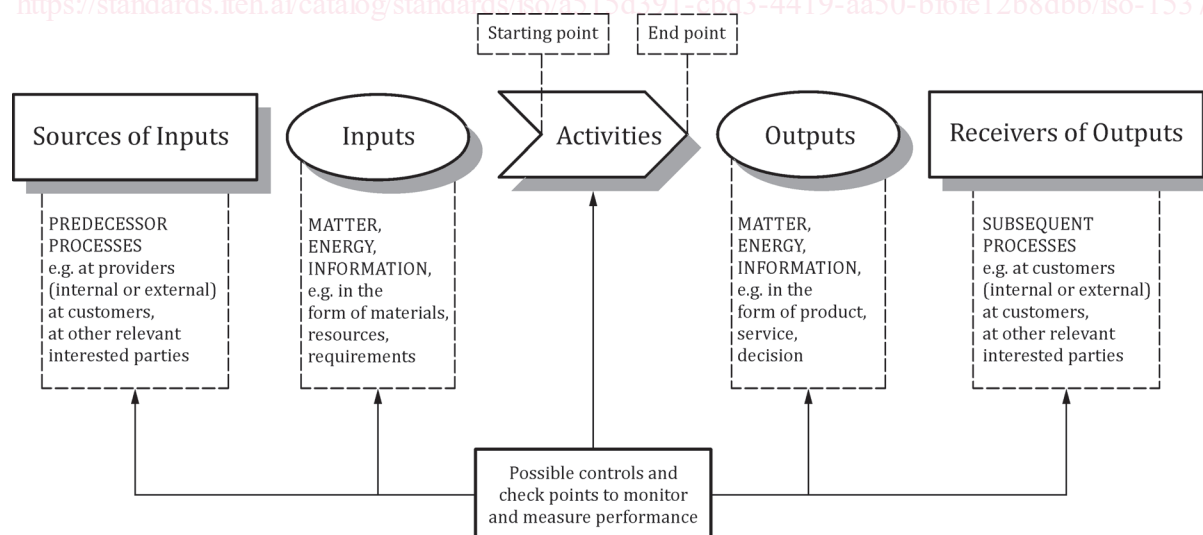 Starting point
End point
Sources of Inputs
Inputs
Activities
Outputs
Receivers of Outputs
PREDECESSOR
PROCESSES
e.g. at providers
(internal or external)
at customers,
at other relevant
interested parties
MATTER,
ENERGY,
INFORMATION,
e.g. in the
form of materials,
resources,
requirements
MATTER,
ENERGY,
INFORMATION,
e.g. in the
form of product,
service,
decision
SUBSEQUENT
PROCESSES
e.g. at customers
(internal or external)
at customers,
at other relevant
interested parties
Possible controls and
check points to monitor
and measure performance